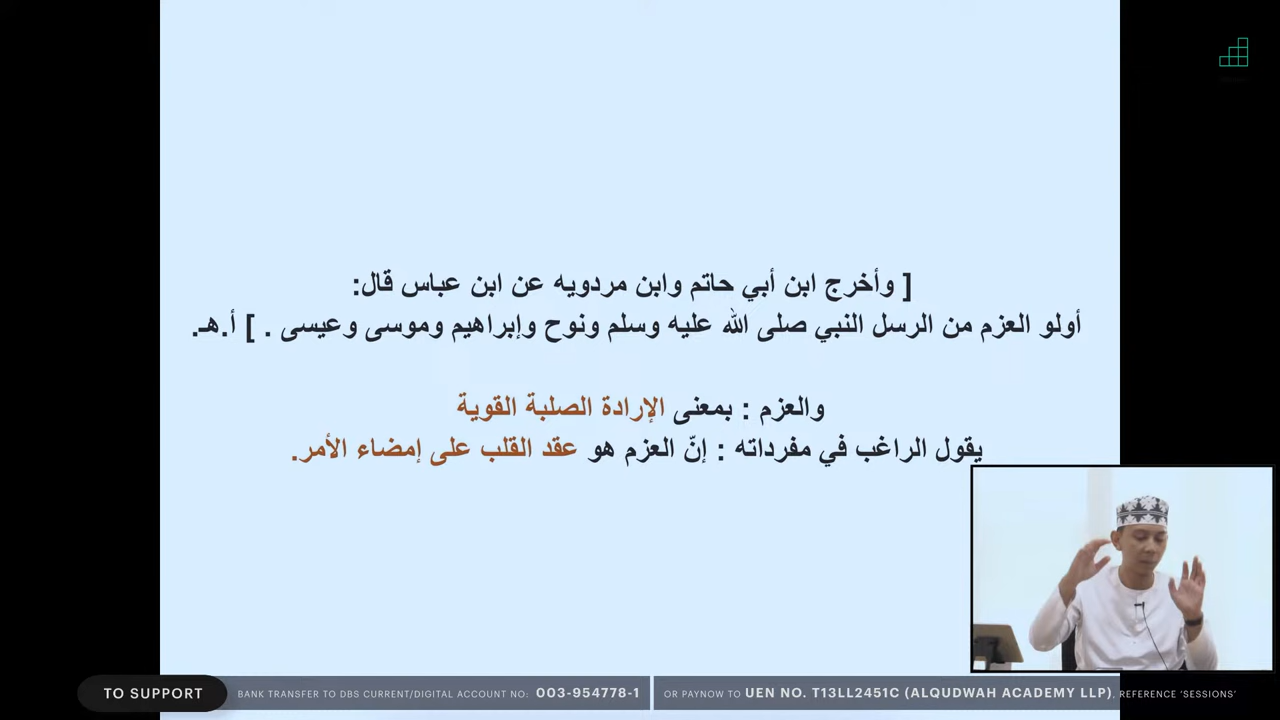 [ وأخرج ابن أبي حاتم وابن مردويه عن ابن عباس قال:
أولو العزم من الرسل النبي صلى الله عليه وسلم ونوح وإبراهيم وموسى وعيسى . ] أ.هـ.
والعزم : بمعنى الإرادة الصلبة القوية
يقول الراغب في مفرداته : إنّ العزم هو عقد القلب على إمضاء الأمر.
TO SUPPORT BANK TRANSFER TO DBS CURRENT/DIGITAL ACCOUNT NO: 003-954778-1 OR PAYNOW TO UEN NO. T13LL2451C (ALQUDWAH ACADEMY LLP), REFERENCE ‘SESSIONS’